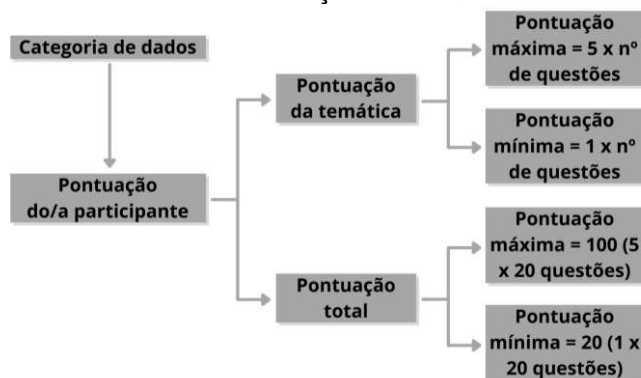 Categoria de dados
Pontuação
do/a participante
Pontuação
da temática
Pontuação
máxima = 5 x nº
de questões
Pontuação
mínima = 1 x nº
de questões
Pontuação
total
Pontuação
máxima = 100 (5
x 20 questões)
Pontuação
mínima = 20 (1 x
20 questões)